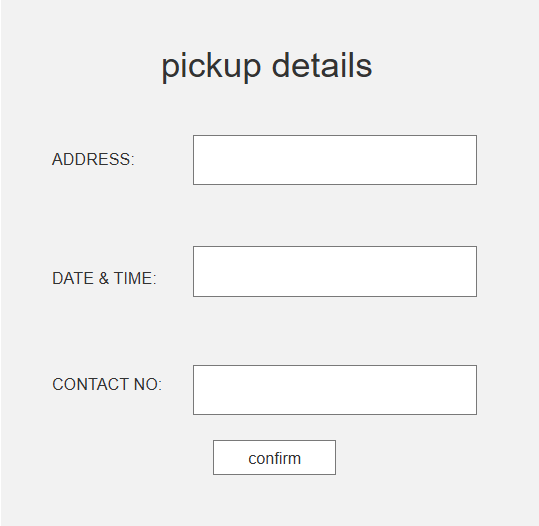 pickup details
ADDRESS:
DATE & TIME:
CONTACT NO:
confirm